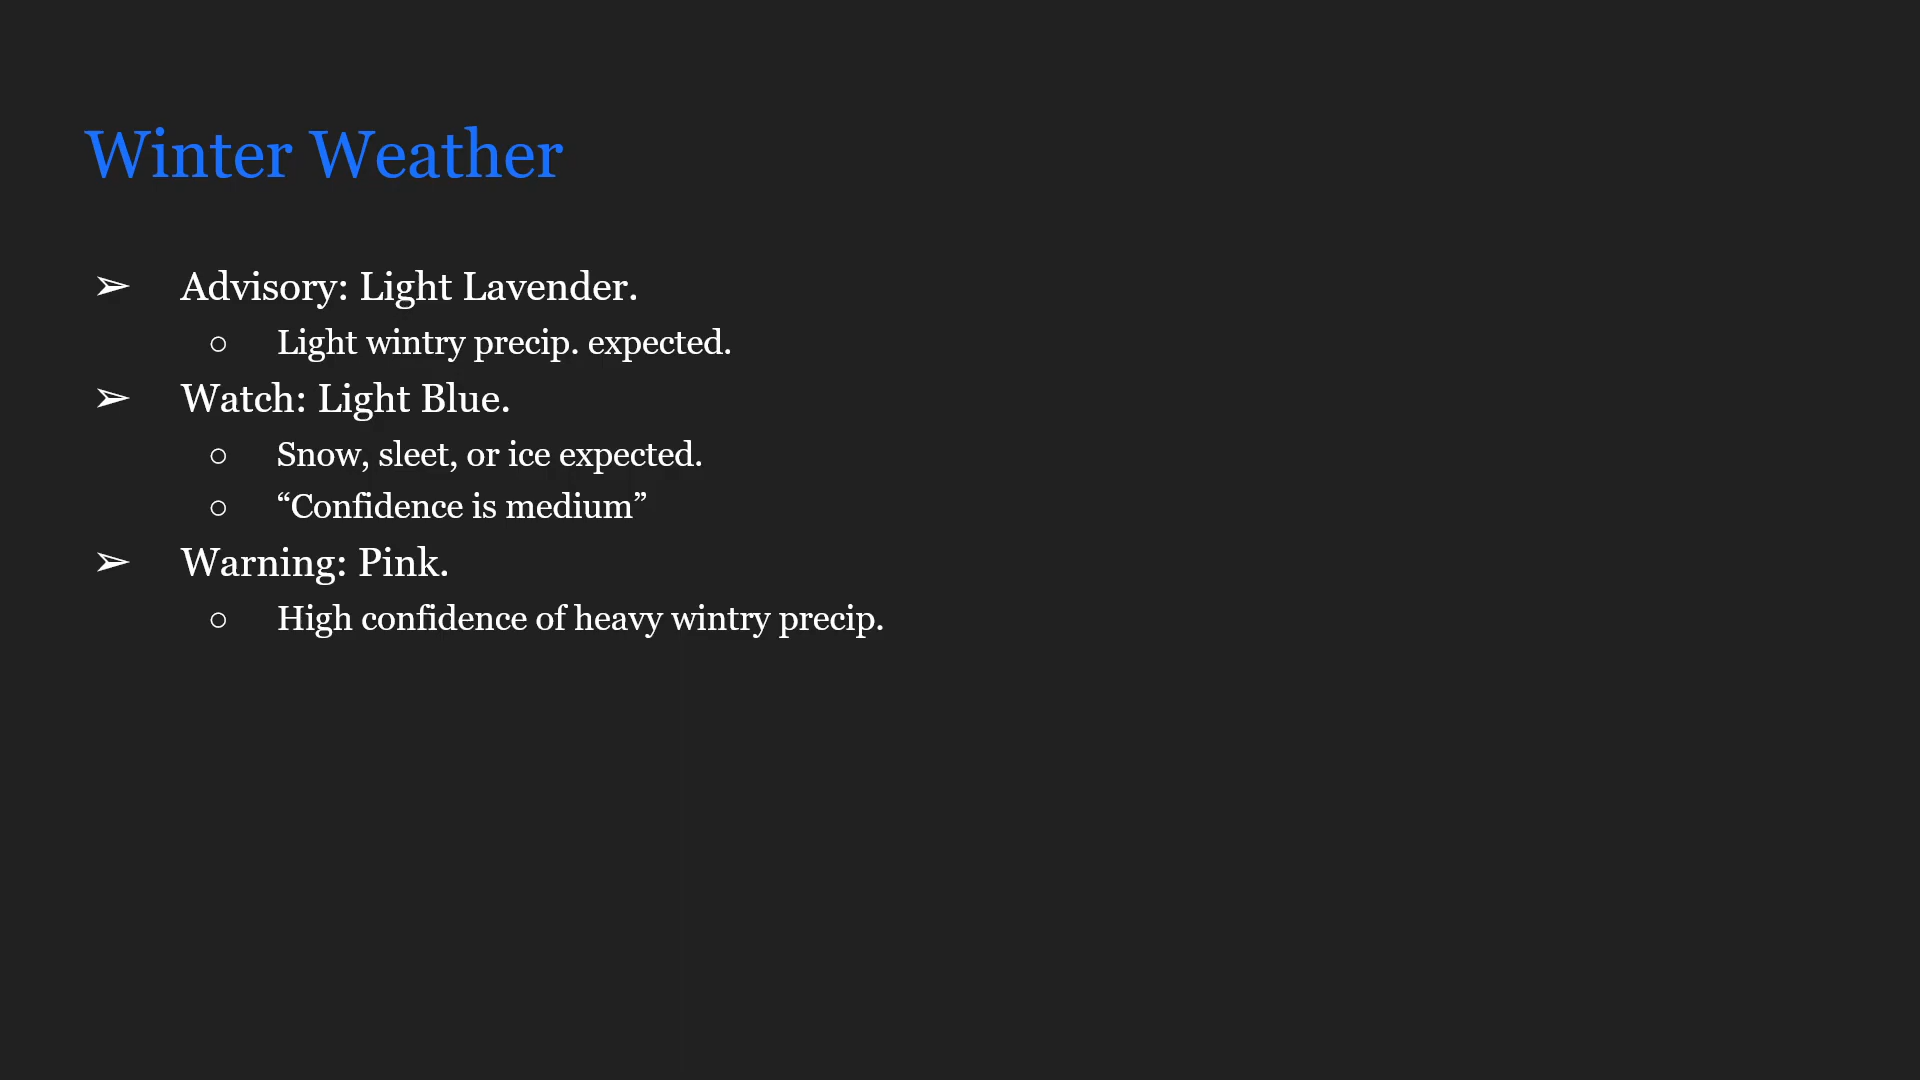 Winter Weather
➢ Advisory: Light Lavender.
○ Light wintry precip. expected.
➢ Watch: Light Blue.
○ Snow, sleet, or ice expected.
○ “Confidence is medium”
➢ Warning: Pink.
○ High confidence of heavy wintry precip.